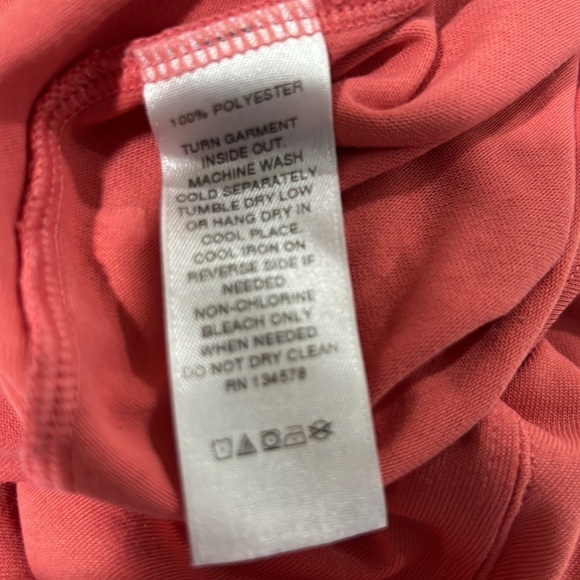 100% POLYESTER
TURN GARMENT
INSIDE OUT.
MACHINE WASH
COLD SEPARATELY
TUMBLE DRY LOW
OR HANG DRY IN
COOL PLACE.
COOL IRON ON
REVERSE SIDE IF
NEEDED
NON-CHLORINE
BLEACH ONLY
WHEN NEEDED
DO NOT DRY CLEAN
RN 134578